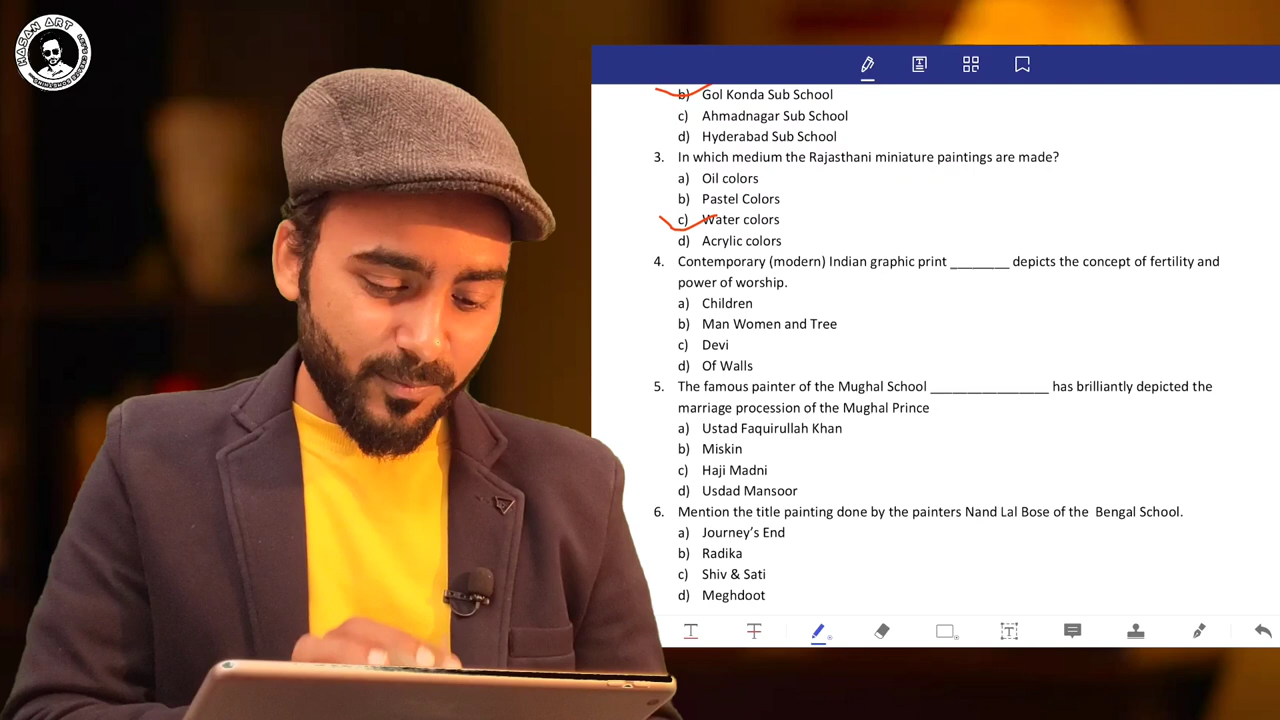 HASAN ART
b) Gol Konda Sub School
c) Ahmadnagar Sub School
d) Hyderabad Sub School
3. In which medium the Rajasthani miniature paintings are made?
a) Oil colors
b) Pastel Colors
c) Water colors
d) Acrylic colors
4. Contemporary (modern) Indian graphic print ________ depicts the concept of fertility and
power of worship.
a) Children
b) Man Women and Tree
c) Devi
d) Of Walls
5. The famous painter of the Mughal School ________________ has brilliantly depicted the
marriage procession of the Mughal Prince
a) Ustad Faquirullah Khan
b) Miskin
c) Haji Madni
d) Usdad Mansoor
6. Mention the title painting done by the painters Nand Lal Bose of the Bengal School.
a) Journey's End
b) Radika
c) Shiv & Sati
d) Meghdoot